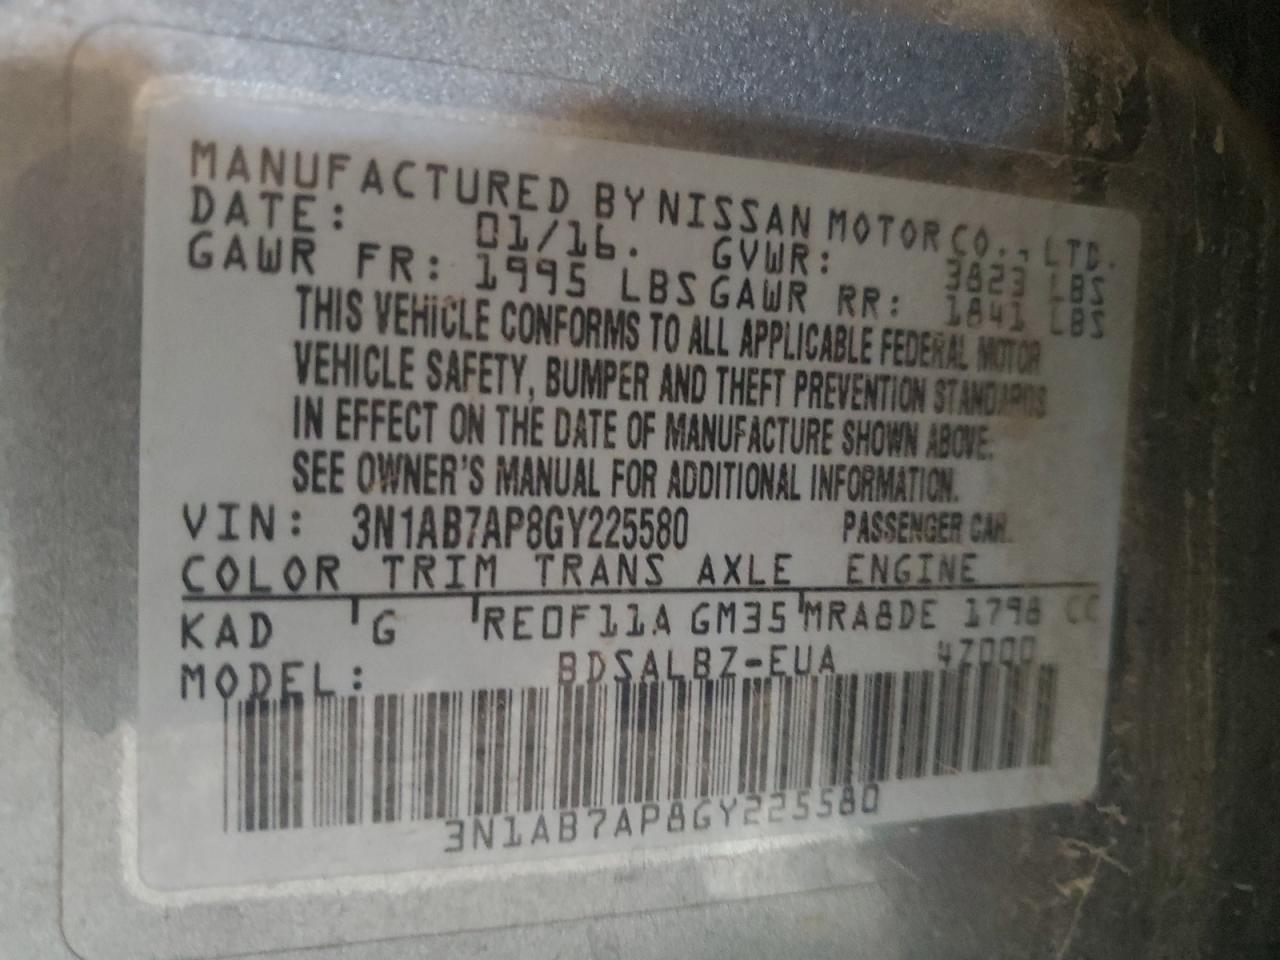 MANUFACTURED BY NISSAN MOTOR CO., LTD.
DATE: 01/16. GVWR: 3823 LBS
GAWR FR: 1995 LBS GAWR RR: 1841 LBS
THIS VEHICLE CONFORMS TO ALL APPLICABLE FEDERAL MOTOR
VEHICLE SAFETY, BUMPER AND THEFT PREVENTION STANDARDS
IN EFFECT ON THE DATE OF MANUFACTURE SHOWN ABOVE.
SEE OWNER'S MANUAL FOR ADDITIONAL INFORMATION.
VIN: 3N1AB7AP8GY225580 PASSENGER CAR.
COLOR TRIM TRANS AXLE ENGINE
KAD G RE0F11A GM35 MRA8DE 1798 CC
MODEL: BDSALBZ-EUA
3N1AB7AP8GY225580